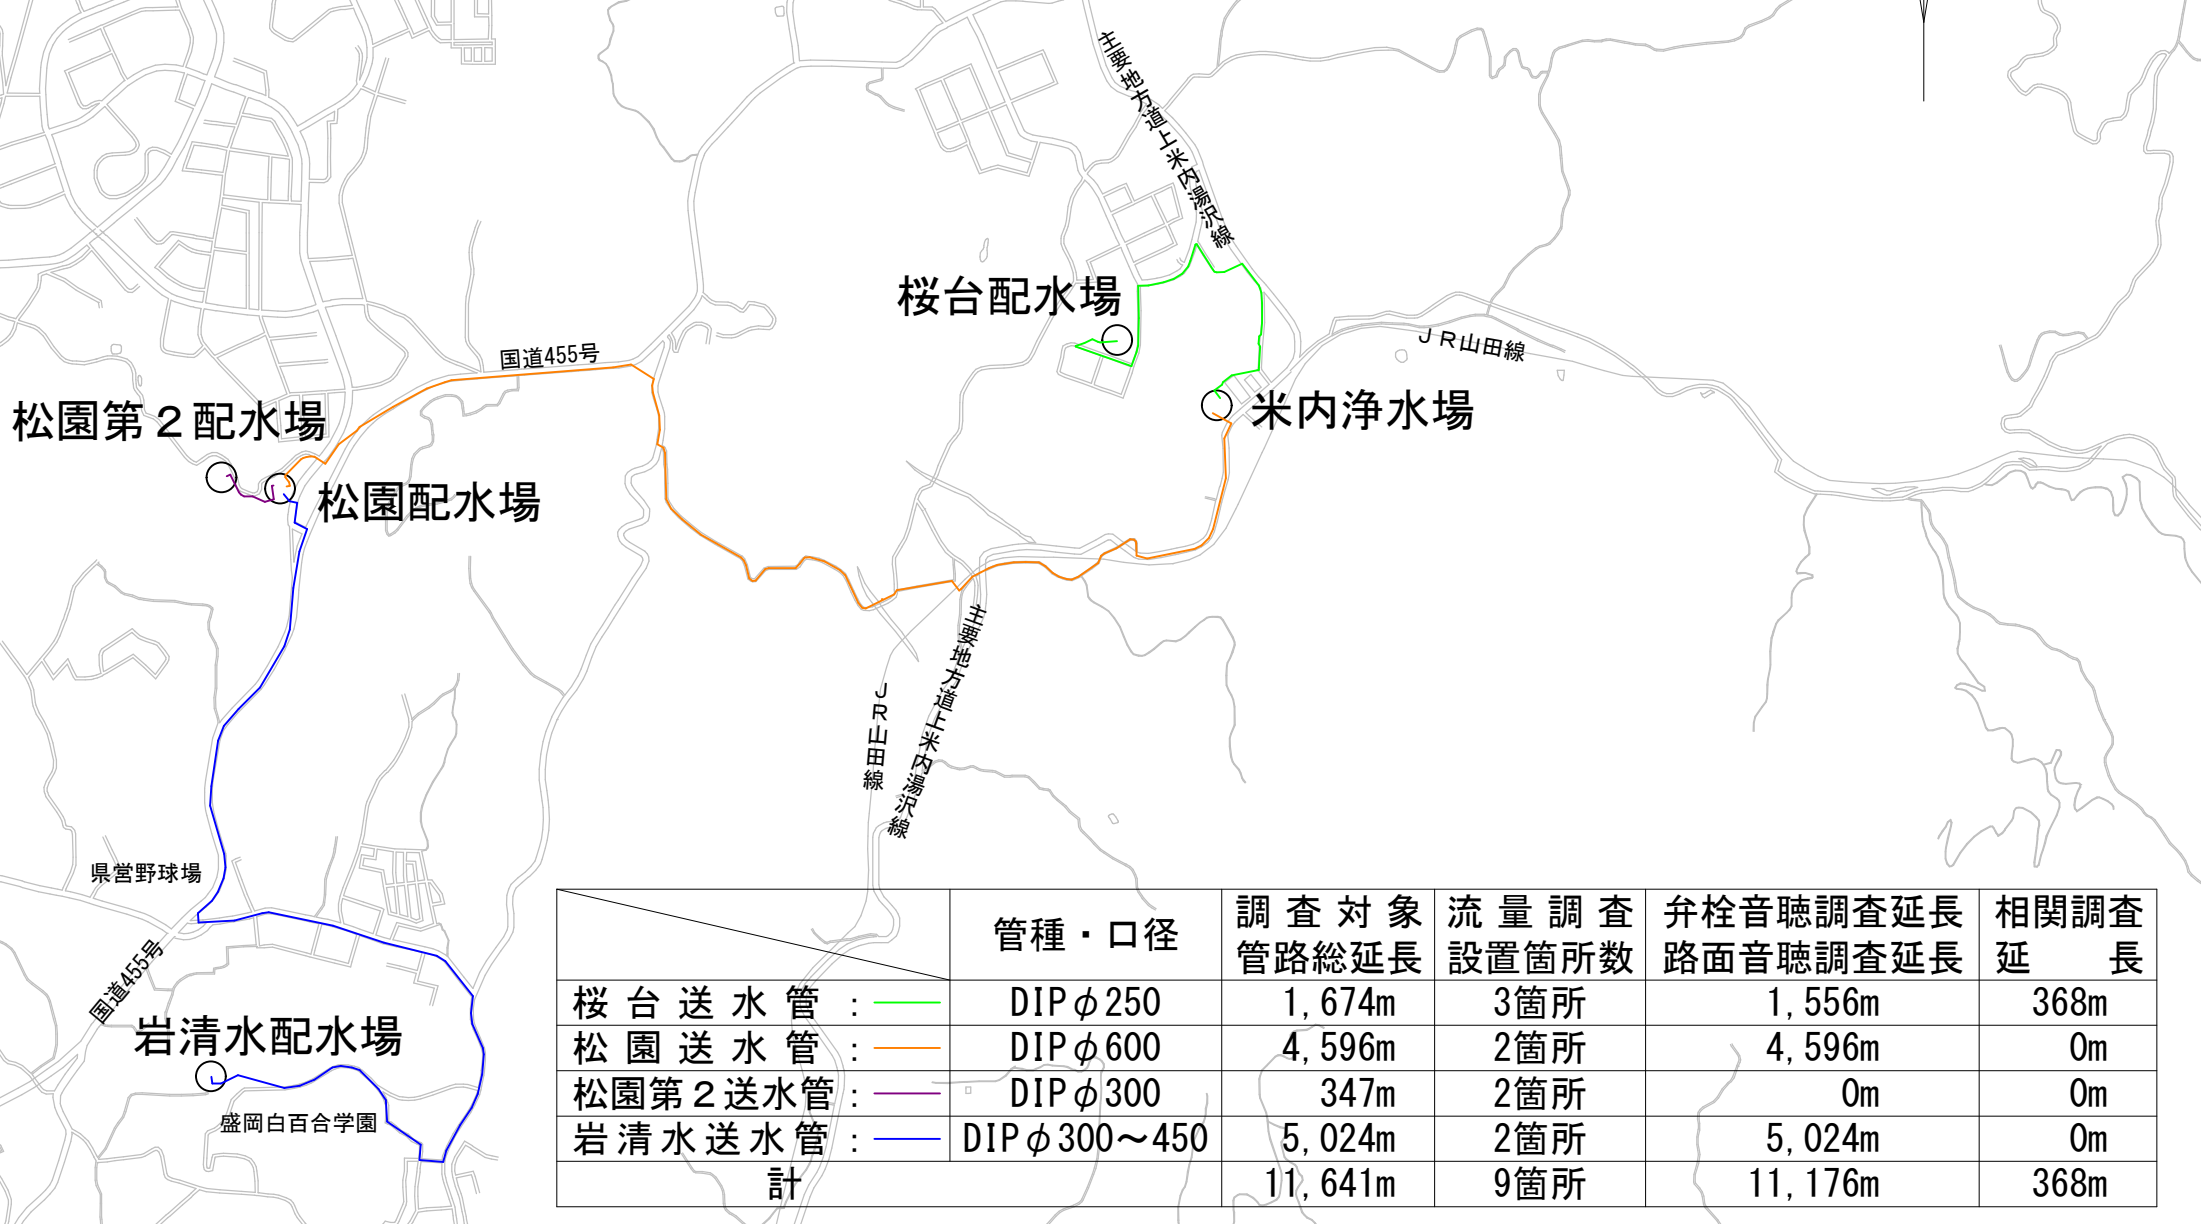 主要地方道上米内湯沢線
桜台配水場
JR山田線
国道455号
米内浄水場
松園第２配水場
松園配水場
主要地方道上米内湯沢線
JR山田線
県営野球場
国道455号
岩清水配水場
盛岡白百合学園
管種・口径 調査対象管路総延長 流量調査設置箇所数 弁栓音聴調査延長路面音聴調査延長 相関調査延長
桜台送水管： DIPφ250 1,674m 3箇所 1,556m 368m
松園送水管： DIPφ600 4,596m 2箇所 4,596m 0m
松園第２送水管： DIPφ300 347m 2箇所 0m 0m
岩清水送水管： DIPφ300～450 5,024m 2箇所 5,024m 0m
計 11,641m 9箇所 11,176m 368m